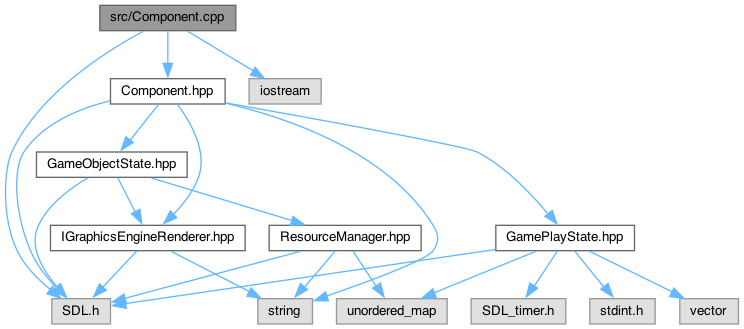 src/Component.cpp
Component.hpp
iostream
GameObjectState.hpp
IGraphicsEngineRenderer.hpp
ResourceManager.hpp
GamePlayState.hpp
SDL.h
string
unordered_map
SDL_timer.h
stdint.h
vector